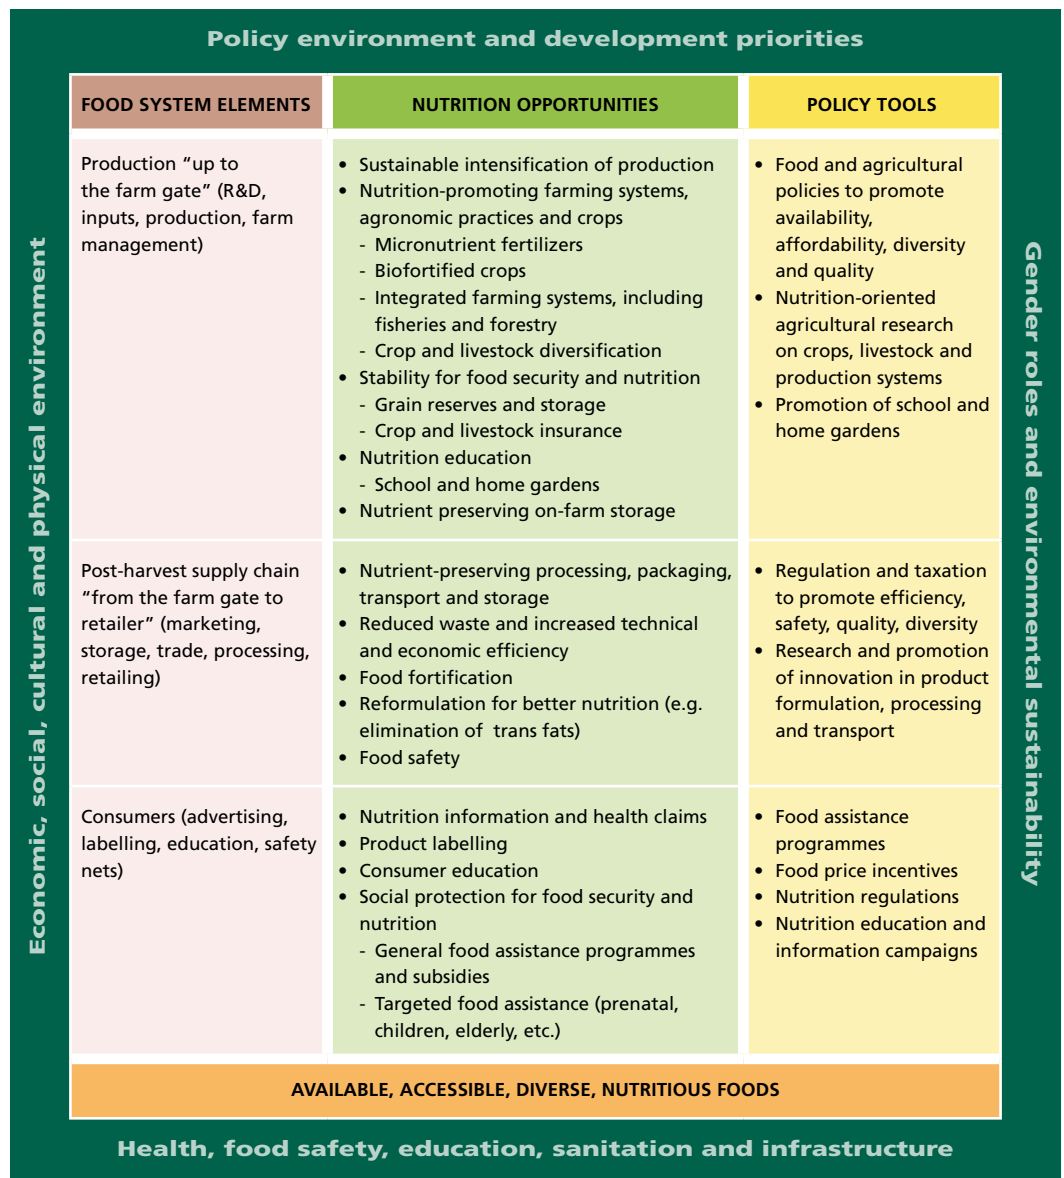 Policy environment and development priorities
Economic, social, cultural and physical environment
FOOD SYSTEM ELEMENTS
NUTRITION OPPORTUNITIES
POLICY TOOLS
Production “up to
the farm gate” (R&D,
inputs, production, farm
management)
• Sustainable intensification of production
• Nutrition-promoting farming systems,
agronomic practices and crops
- Micronutrient fertilizers
- Biofortified crops
- Integrated farming systems, including
fisheries and forestry
- Crop and livestock diversification
• Stability for food security and nutrition
- Grain reserves and storage
- Crop and livestock insurance
• Nutrition education
- School and home gardens
• Nutrient preserving on-farm storage
• Food and agricultural
policies to promote
availability,
affordability, diversity
and quality
• Nutrition-oriented
agricultural research
on crops, livestock and
production systems
• Promotion of school and
home gardens
Post-harvest supply chain
“from the farm gate to
retailer” (marketing,
storage, trade, processing,
retailing)
• Nutrient-preserving processing, packaging,
transport and storage
• Reduced waste and increased technical
and economic efficiency
• Food fortification
• Reformulation for better nutrition (e.g.
elimination of trans fats)
• Food safety
• Regulation and taxation
to promote efficiency,
safety, quality, diversity
• Research and promotion
of innovation in product
formulation, processing
and transport
Consumers (advertising,
labelling, education, safety
nets)
• Nutrition information and health claims
• Product labelling
• Consumer education
• Social protection for food security and
nutrition
- General food assistance programmes
and subsidies
- Targeted food assistance (prenatal,
children, elderly, etc.)
• Food assistance
programmes
• Food price incentives
• Nutrition regulations
• Nutrition education and
information campaigns
AVAILABLE, ACCESSIBLE, DIVERSE, NUTRITIOUS FOODS
Gender roles and environmental sustainability
Health, food safety, education, sanitation and infrastructure